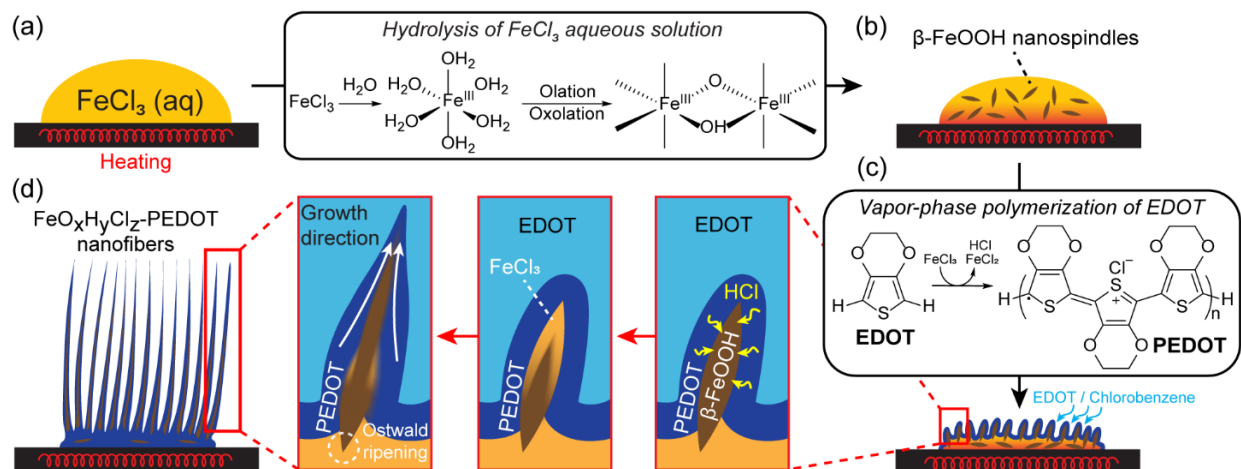 (a)
FeCl₃ (aq)
Heating
Hydrolysis of FeCl₃ aqueous solution
FeCl₃
H₂O
OH₂
H₂O
OH₂
Feᴵᴵᴵ
H₂O
OH₂
OH₂
Olation
Oxolation
O
Feᴵᴵᴵ
Feᴵᴵᴵ
OH
(b)
β-FeOOH nanospindles
(c)
Vapor-phase polymerization of EDOT
O
O
H
S
H
EDOT
FeCl₃
HCl
FeCl₂
O
O
O
O
Cl⁻
H
S
S
+
S
H
n
O
O
PEDOT
EDOT / Chlorobenzene
(d)
FeOₓHᵧCl_z-PEDOT
nanofibers
Growth
direction
PEDOT
Ostwald
ripening
EDOT
FeCl₃
PEDOT
EDOT
HCl
PEDOT
β-FeOOH